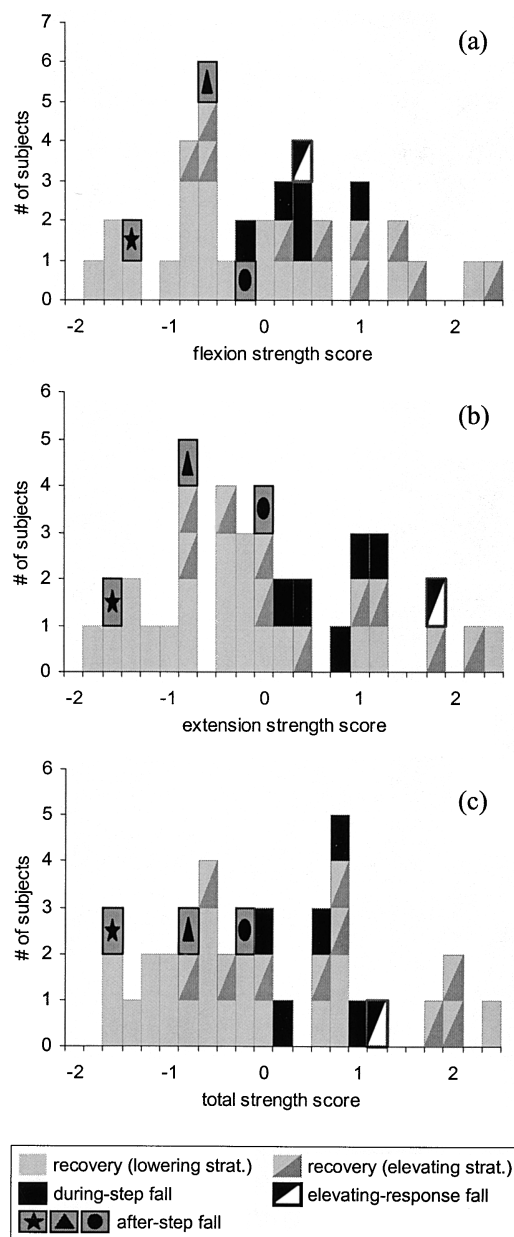 (a)
# of subjects
7
6
5
4
3
2
1
0
-2 -1 0 1 2
flexion strength score
(b)
# of subjects
6
5
4
3
2
1
0
-2 -1 0 1 2
extension strength score
(c)
# of subjects
6
5
4
3
2
1
0
-2 -1 0 1 2
total strength score
recovery (lowering strat.) recovery (elevating strat.)
during-step fall elevating-response fall
after-step fall